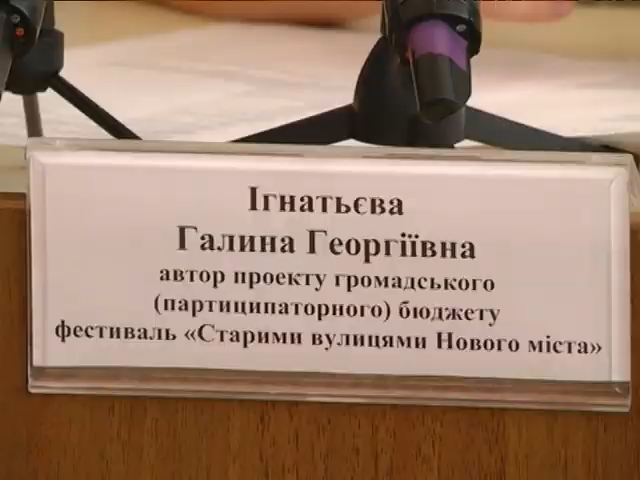 Ігнатьєва
Галина Георгіївна
автор проекту громадського
(партиципаторного) бюджету
фестиваль «Старими вулицями Нового міста»